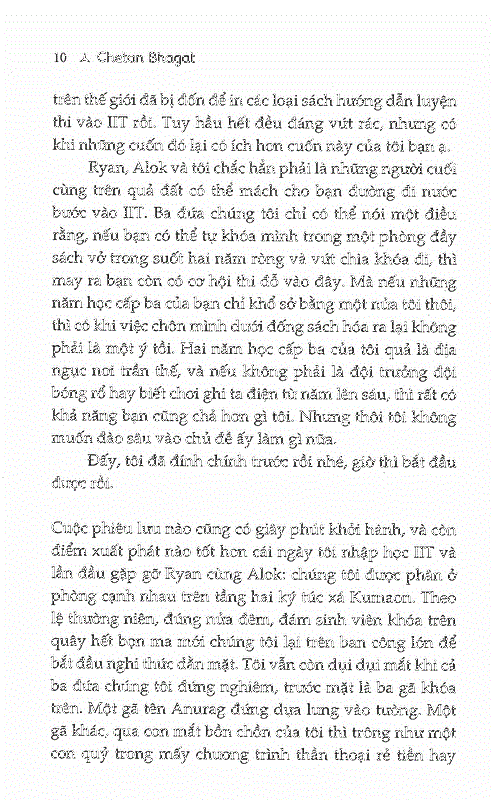 10 A. Chetan Bhagat
trên thế giới đã bị đốn để in các loại sách hướng dẫn luyện
thi vào IIT rồi. Tuy hầu hết đều đáng vứt rác, nhưng có
khi những cuốn đó lại có ích hơn cuốn này của tôi bạn ạ.
Ryan, Alok và tôi chắc hẳn phải là những người cuối
cùng trên quả đất có thể mách cho bạn đường đi nước
bước vào IIT. Ba đứa chúng tôi chỉ có thể nói một điều
rằng, nếu bạn có thể tự khóa mình trong một phòng đầy
sách vở trong suốt hai năm ròng và vứt chìa khóa đi, thì
may ra bạn còn có cơ hội thi đỗ vào đây. Mà nếu những
năm học cấp ba của bạn chỉ khổ sở bằng một nửa tôi thôi,
thì có khi việc chôn mình dưới đống sách hóa ra lại không
phải là một ý tồi. Hai năm học cấp ba của tôi quả là địa
ngục nơi trần thế, và nếu không phải là đội trưởng đội
bóng rổ hay biết chơi ghi ta điện từ năm lên sáu, thì rất có
khả năng bạn cũng chả hơn gì tôi. Nhưng thôi tôi không
muốn đào sâu vào chủ đề ấy làm gì nữa.
Đấy, tôi đã đính chính trước rồi nhé, giờ thì bắt đầu
được rồi.
Cuộc phiêu lưu nào cũng có giây phút khởi hành, và còn
điểm xuất phát nào tốt hơn cái ngày tôi nhập học IIT và
lần đầu gặp gỡ Ryan cùng Alok: chúng tôi được phân ở
phòng cạnh nhau trên tầng hai ký túc xá Kumaon. Theo
lệ thường niên, đúng nửa đêm, đám sinh viên khóa trên
quây hết bọn ma mới chúng tôi lại trên ban công lớn để
bắt đầu nghi thức dằn mặt. Tôi vẫn còn dụi dụi mắt khi cả
ba đứa chúng tôi đứng nghiêm, trước mặt là ba gã khóa
trên. Một gã tên Anurag đứng dựa lưng vào tường. Một
gã khác, qua con mắt bồn chồn của tôi thì trông như một
con quỷ trong mấy chương trình thần thoại rẻ tiền hay